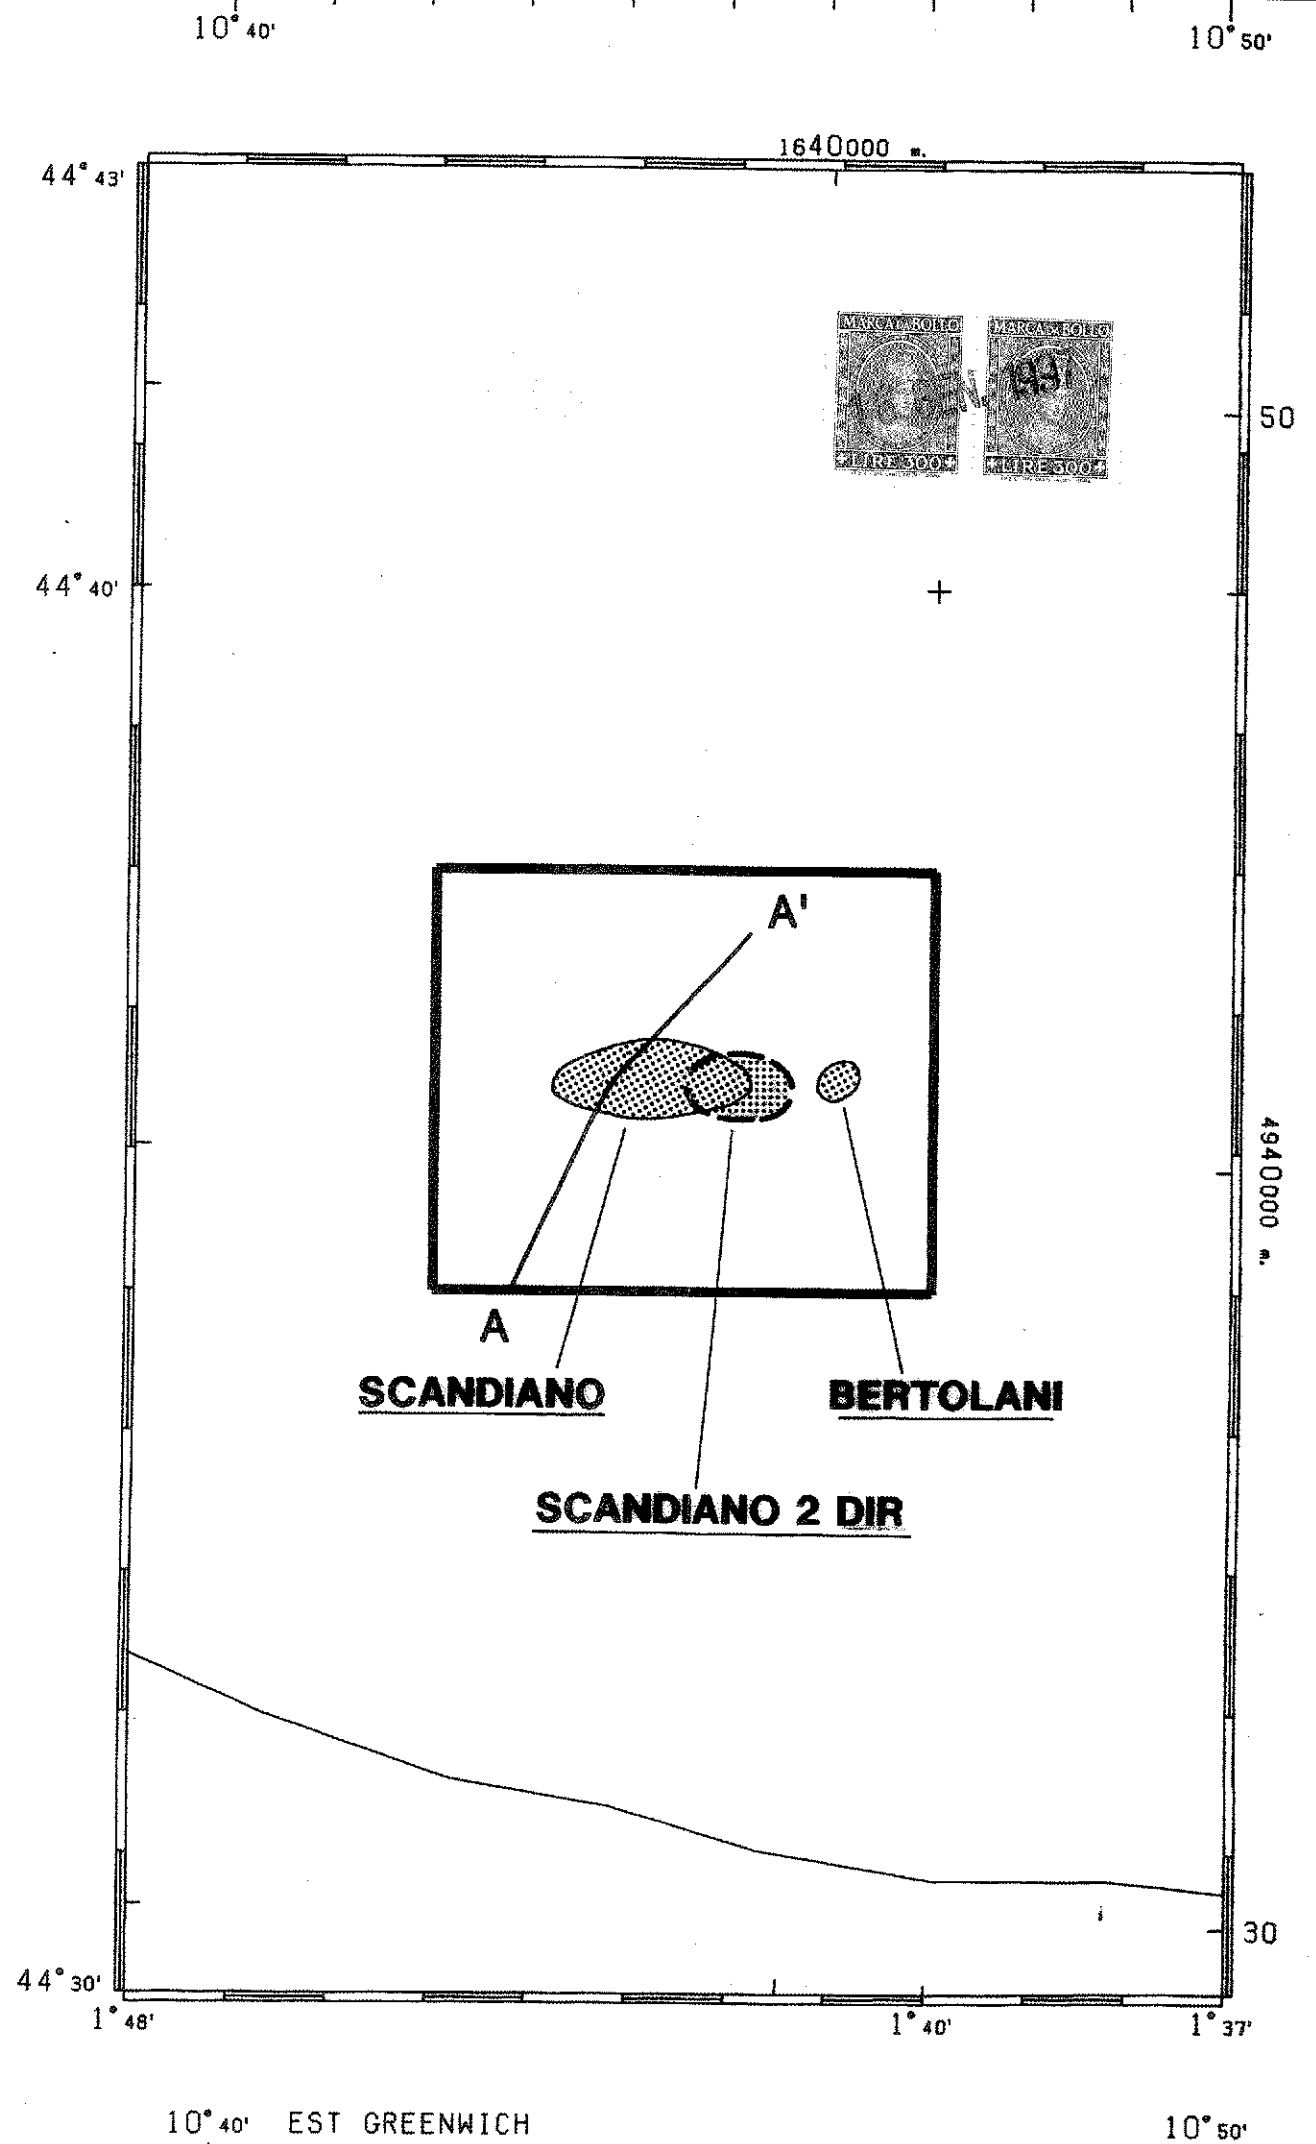 10°40' 10°50'
1640000 m.
44°43'
MARCA DA BOLLO MARCA DA BOLLO
1997
LIRE 300 LIRE 300
50
44°40'
A'
4940000 m.
A
SCANDIANO BERTOLANI
SCANDIANO 2 DIR
30
44°30'
1°48' 1°40' 1°37'
10°40' EST GREENWICH 10°50'